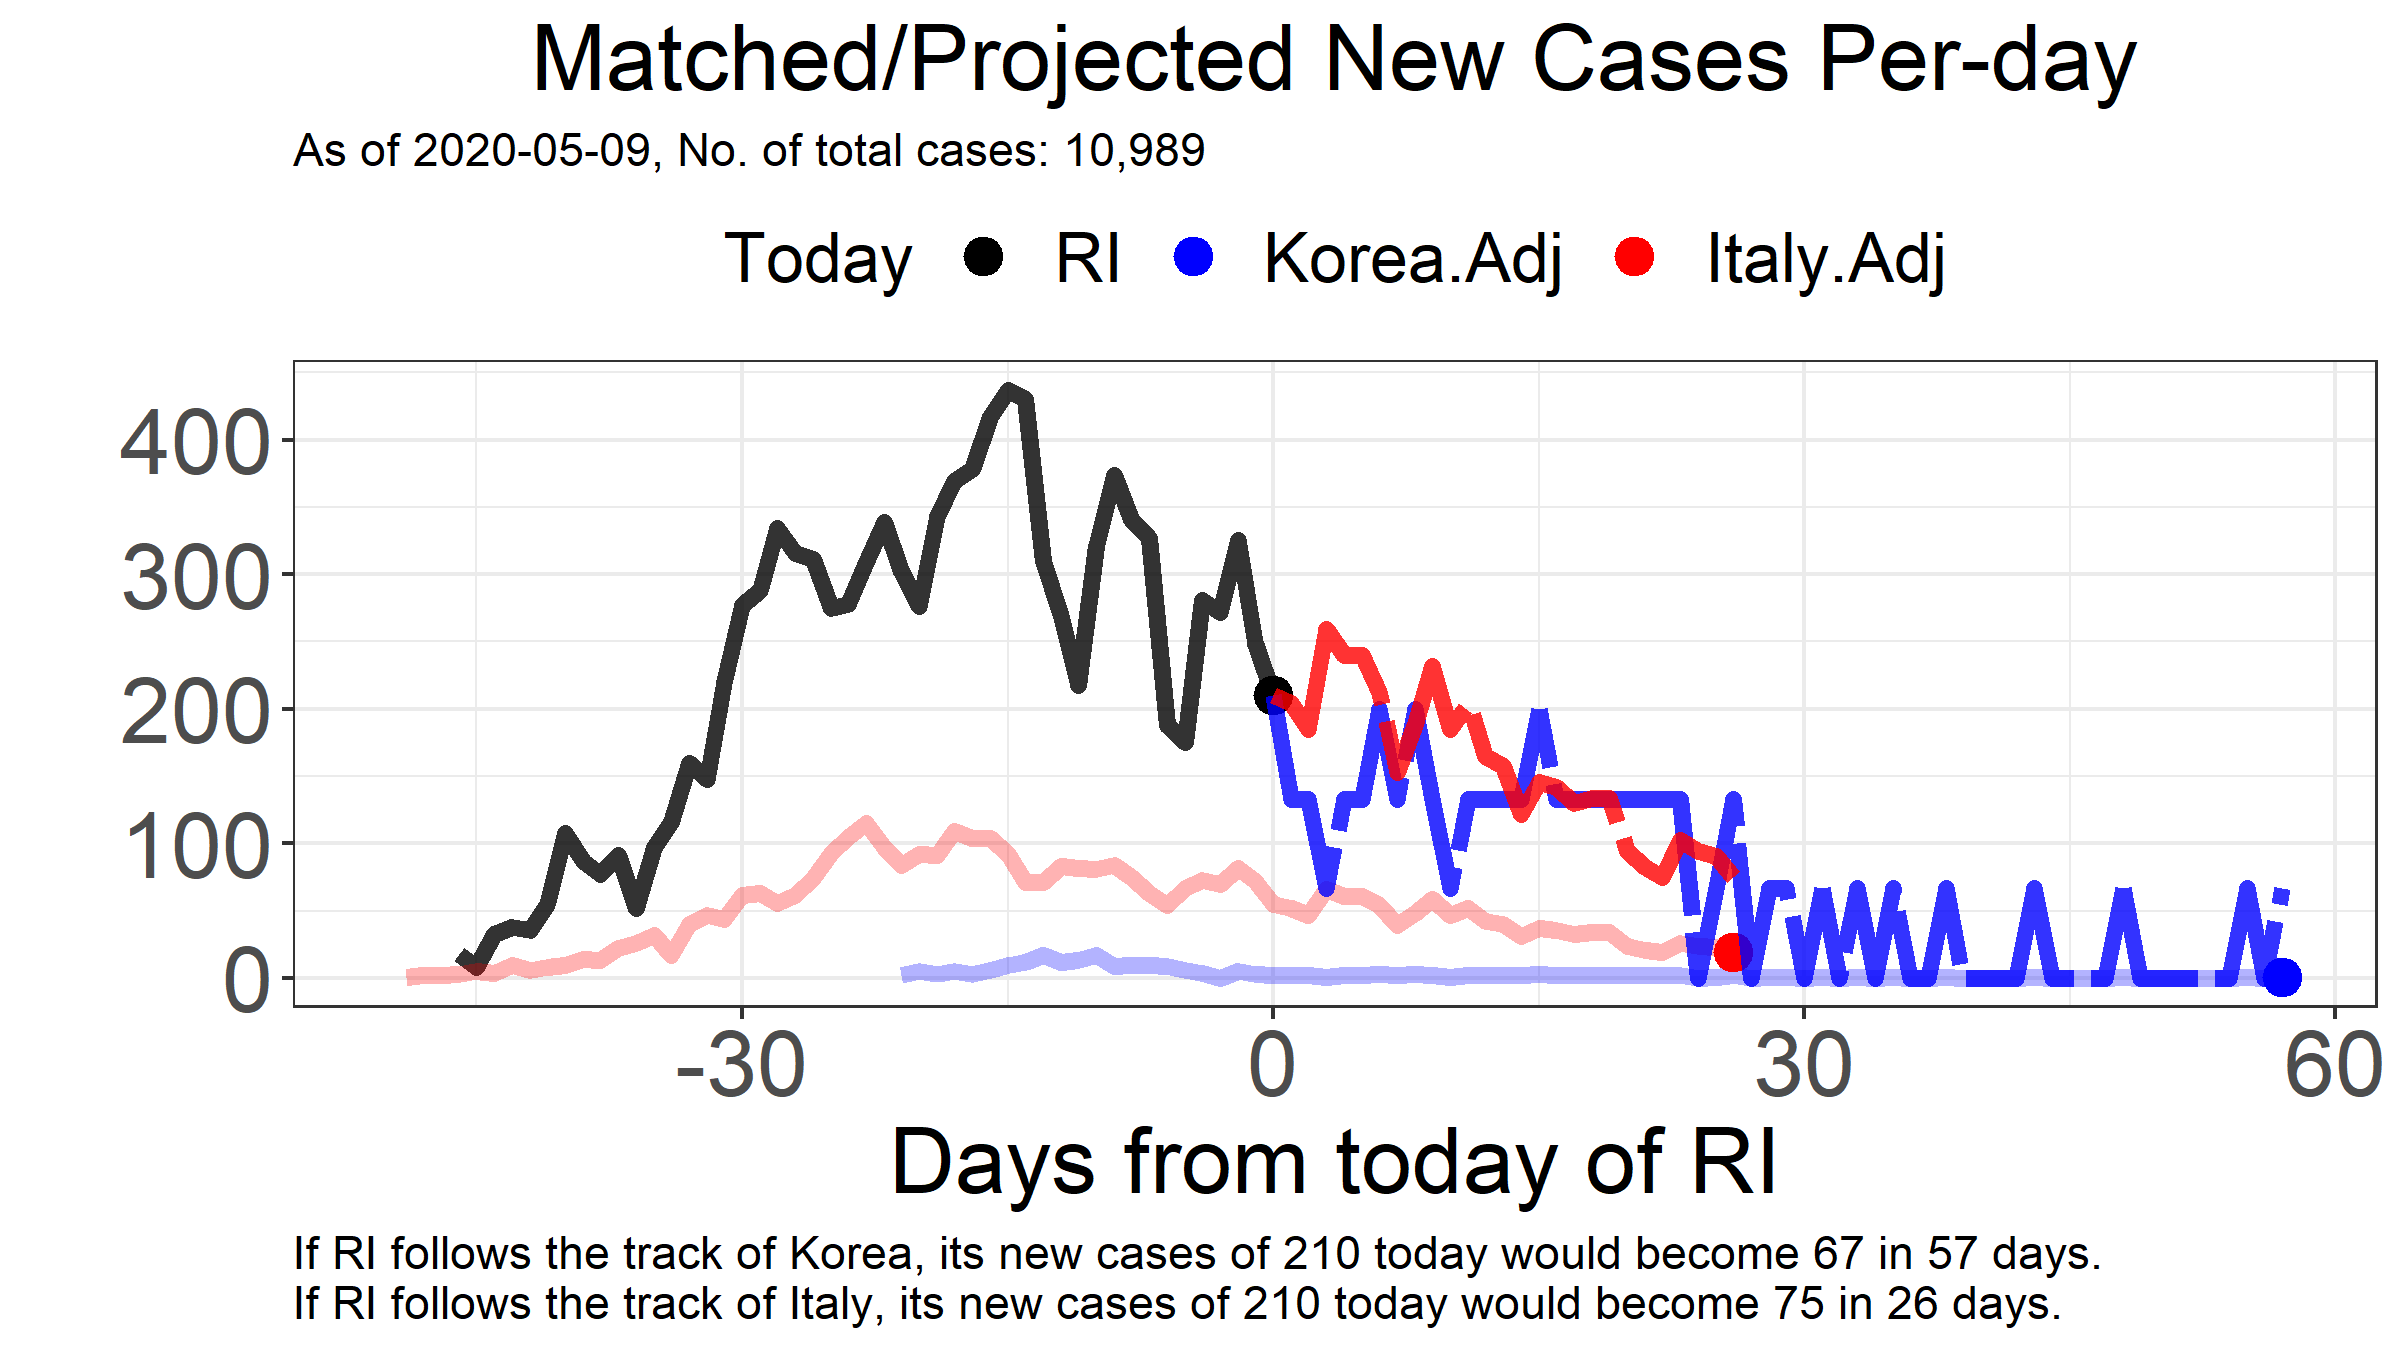 Matched/Projected New Cases Per-day
As of 2020-05-09, No. of total cases: 10,989
Today RI Korea.Adj Italy.Adj
400
300
200
100
0
-30 0 30 60
Days from today of RI
If RI follows the track of Korea, its new cases of 210 today would become 67 in 57 days.
If RI follows the track of Italy, its new cases of 210 today would become 75 in 26 days.